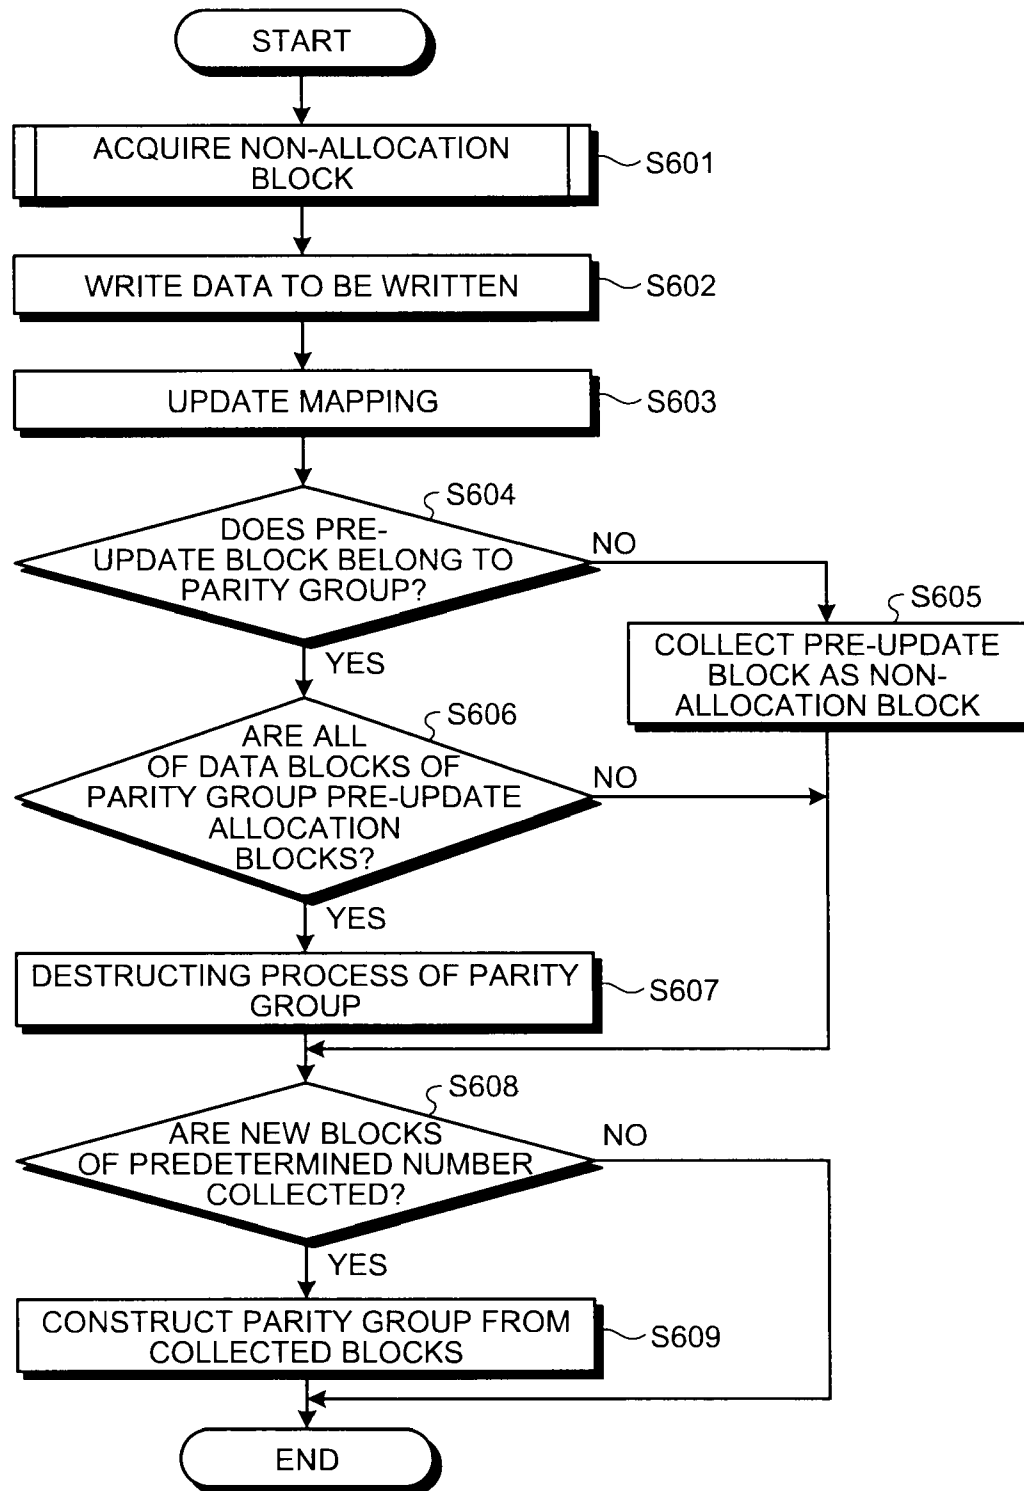 START
ACQUIRE NON-ALLOCATION
BLOCK
S601
WRITE DATA TO BE WRITTEN
S602
UPDATE MAPPING
S603
S604
DOES PRE-
UPDATE BLOCK BELONG TO
PARITY GROUP?
NO
YES
S605
COLLECT PRE-UPDATE
BLOCK AS NON-
ALLOCATION BLOCK
S606
ARE ALL
OF DATA BLOCKS OF
PARITY GROUP PRE-UPDATE
ALLOCATION
BLOCKS?
NO
YES
DESTRUCTING PROCESS OF PARITY
GROUP
S607
S608
ARE NEW BLOCKS
OF PREDETERMINED NUMBER
COLLECTED?
NO
YES
CONSTRUCT PARITY GROUP FROM
COLLECTED BLOCKS
S609
END